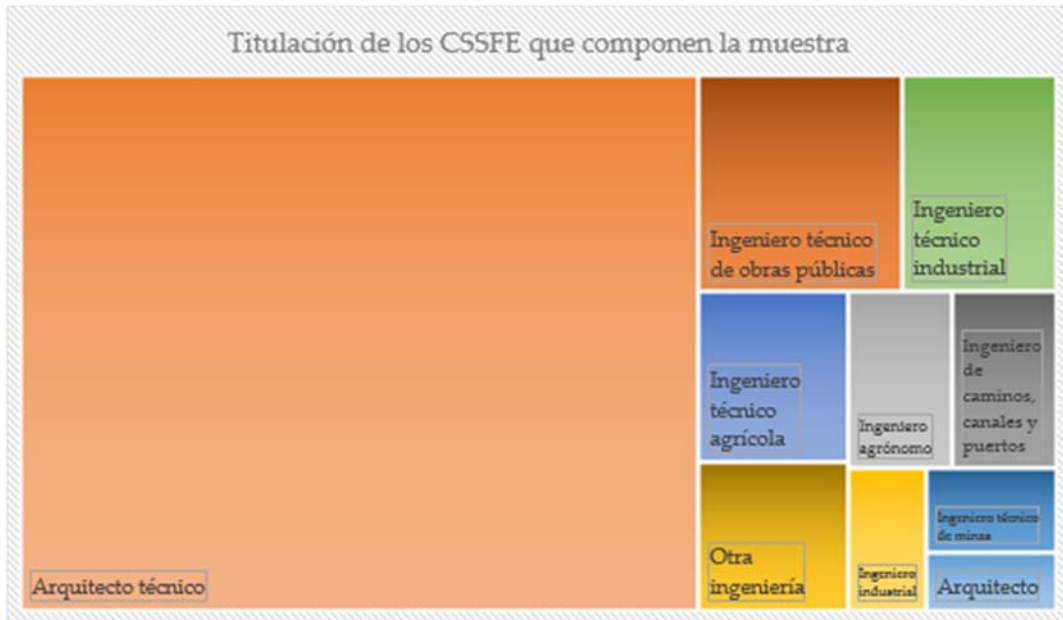 Titulación de los CSSFE que componen la muestra
Arquitecto técnico
Ingeniero técnico
de obras públicas
Ingeniero
técnico
industrial
Ingeniero
técnico
agrícola
Ingeniero
agrónomo
Ingeniero
de
caminos,
canales y
puertos
Otra
ingeniería
Ingeniero
industrial
Ingeniero técnico
de minas
Arquitecto